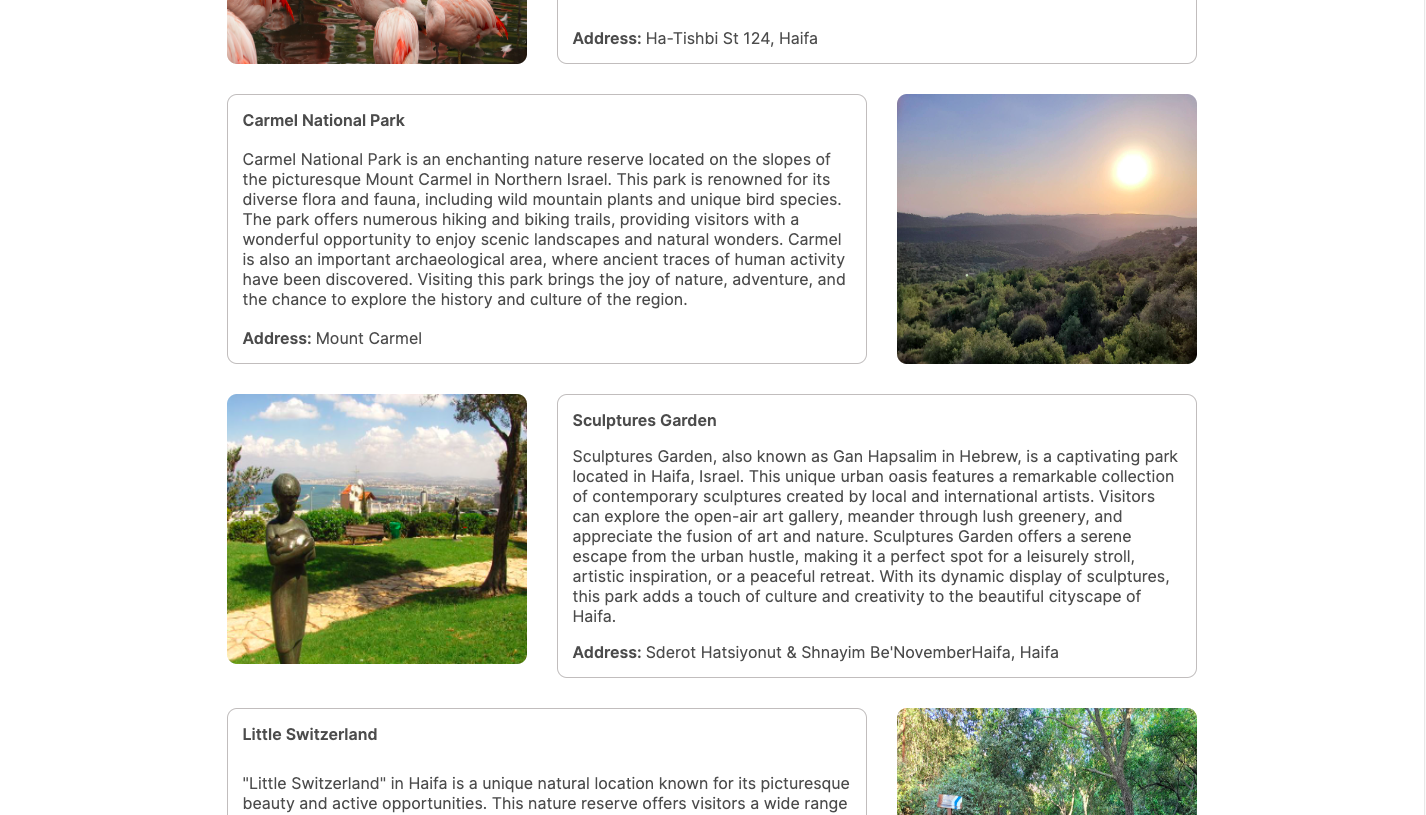 Address: Ha-Tishbi St 124, Haifa
Carmel National Park
Carmel National Park is an enchanting nature reserve located on the slopes of
the picturesque Mount Carmel in Northern Israel. This park is renowned for its
diverse flora and fauna, including wild mountain plants and unique bird species.
The park offers numerous hiking and biking trails, providing visitors with a
wonderful opportunity to enjoy scenic landscapes and natural wonders. Carmel
is also an important archaeological area, where ancient traces of human activity
have been discovered. Visiting this park brings the joy of nature, adventure, and
the chance to explore the history and culture of the region.
Address: Mount Carmel
Sculptures Garden
Sculptures Garden, also known as Gan Hapsalim in Hebrew, is a captivating park
located in Haifa, Israel. This unique urban oasis features a remarkable collection
of contemporary sculptures created by local and international artists. Visitors
can explore the open-air art gallery, meander through lush greenery, and
appreciate the fusion of art and nature. Sculptures Garden offers a serene
escape from the urban hustle, making it a perfect spot for a leisurely stroll,
artistic inspiration, or a peaceful retreat. With its dynamic display of sculptures,
this park adds a touch of culture and creativity to the beautiful cityscape of
Haifa.
Address: Sderot Hatsiyonut & Shnayim Be'NovemberHaifa, Haifa
Little Switzerland
"Little Switzerland" in Haifa is a unique natural location known for its picturesque
beauty and active opportunities. This nature reserve offers visitors a wide range